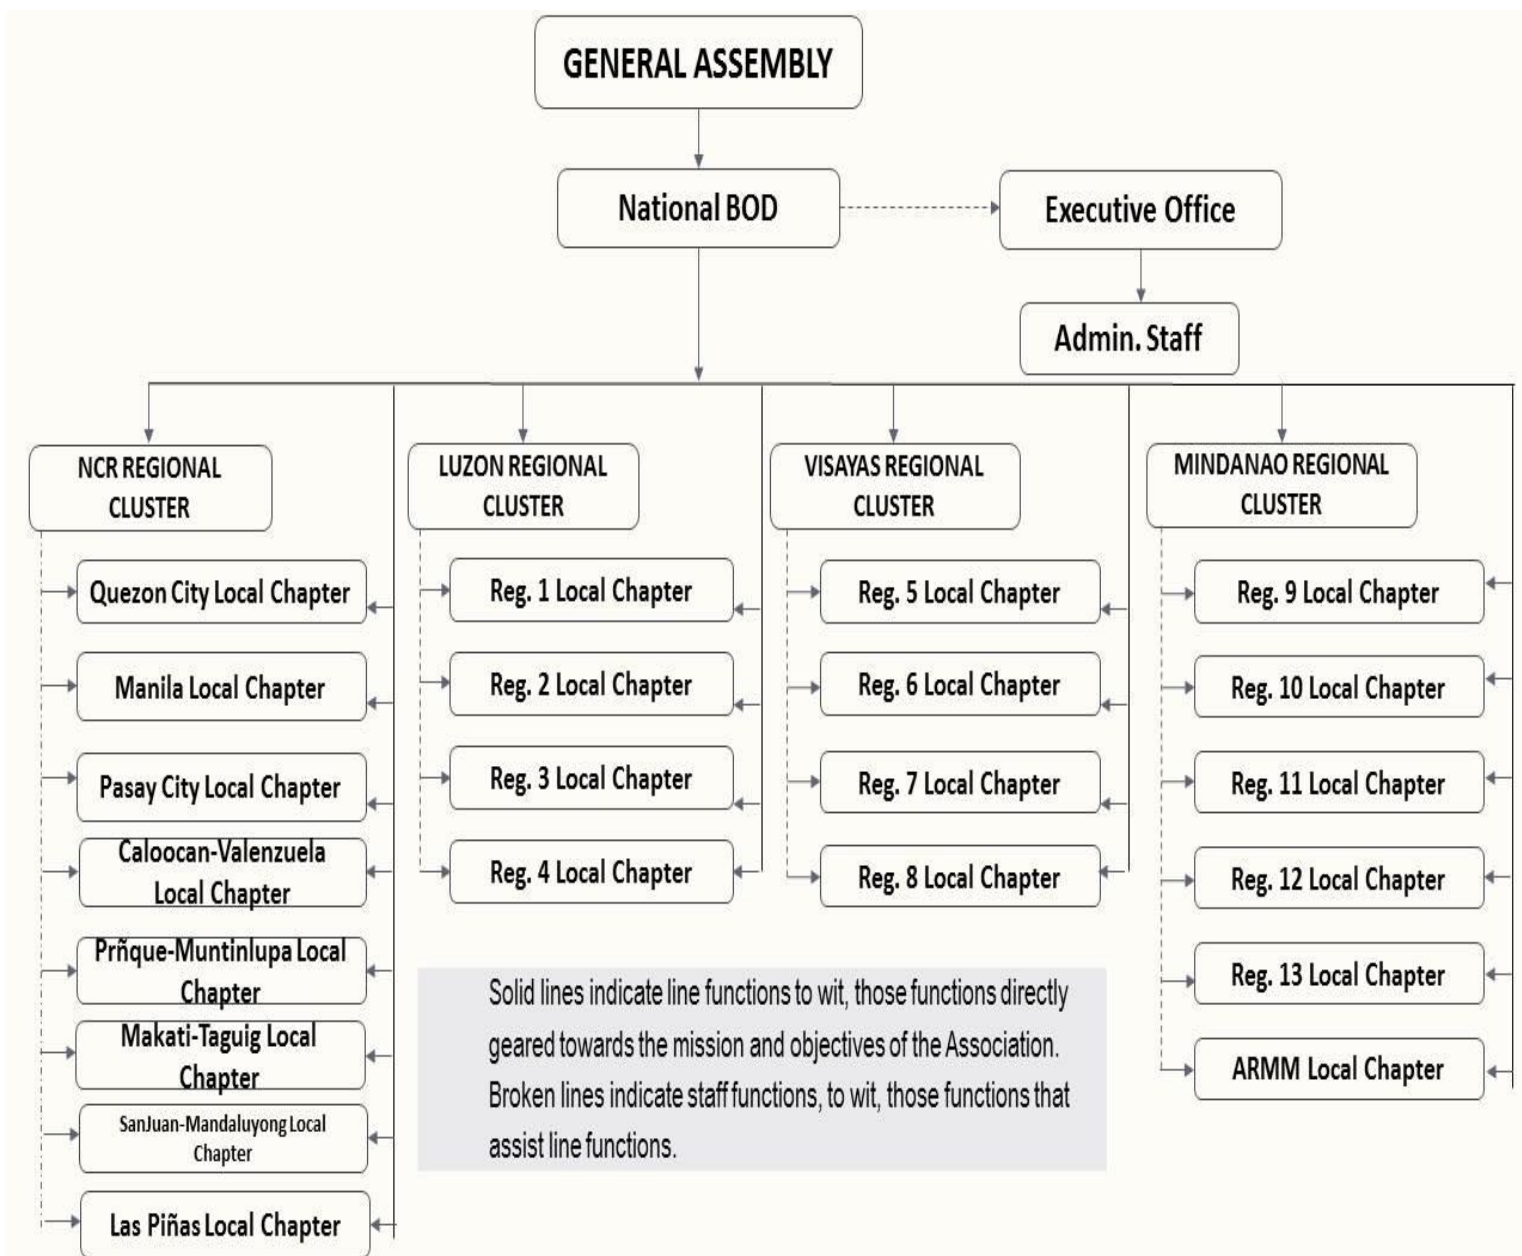 GENERAL ASSEMBLY
National BOD
Executive Office
Admin. Staff
NCR REGIONAL
CLUSTER
Quezon City Local Chapter
Manila Local Chapter
Pasay City Local Chapter
Caloocan-Valenzuela
Local Chapter
Prñque-Muntinlupa Local
Chapter
Makati-Taguig Local
Chapter
SanJuan-Mandaluyong Local
Chapter
Las Piñas Local Chapter
LUZON REGIONAL
CLUSTER
Reg. 1 Local Chapter
Reg. 2 Local Chapter
Reg. 3 Local Chapter
Reg. 4 Local Chapter
VISAYAS REGIONAL
CLUSTER
Reg. 5 Local Chapter
Reg. 6 Local Chapter
Reg. 7 Local Chapter
Reg. 8 Local Chapter
MINDANAO REGIONAL
CLUSTER
Reg. 9 Local Chapter
Reg. 10 Local Chapter
Reg. 11 Local Chapter
Reg. 12 Local Chapter
Reg. 13 Local Chapter
ARMM Local Chapter
Solid lines indicate line functions to wit, those functions directly
geared towards the mission and objectives of the Association.
Broken lines indicate staff functions, to wit, those functions that
assist line functions.